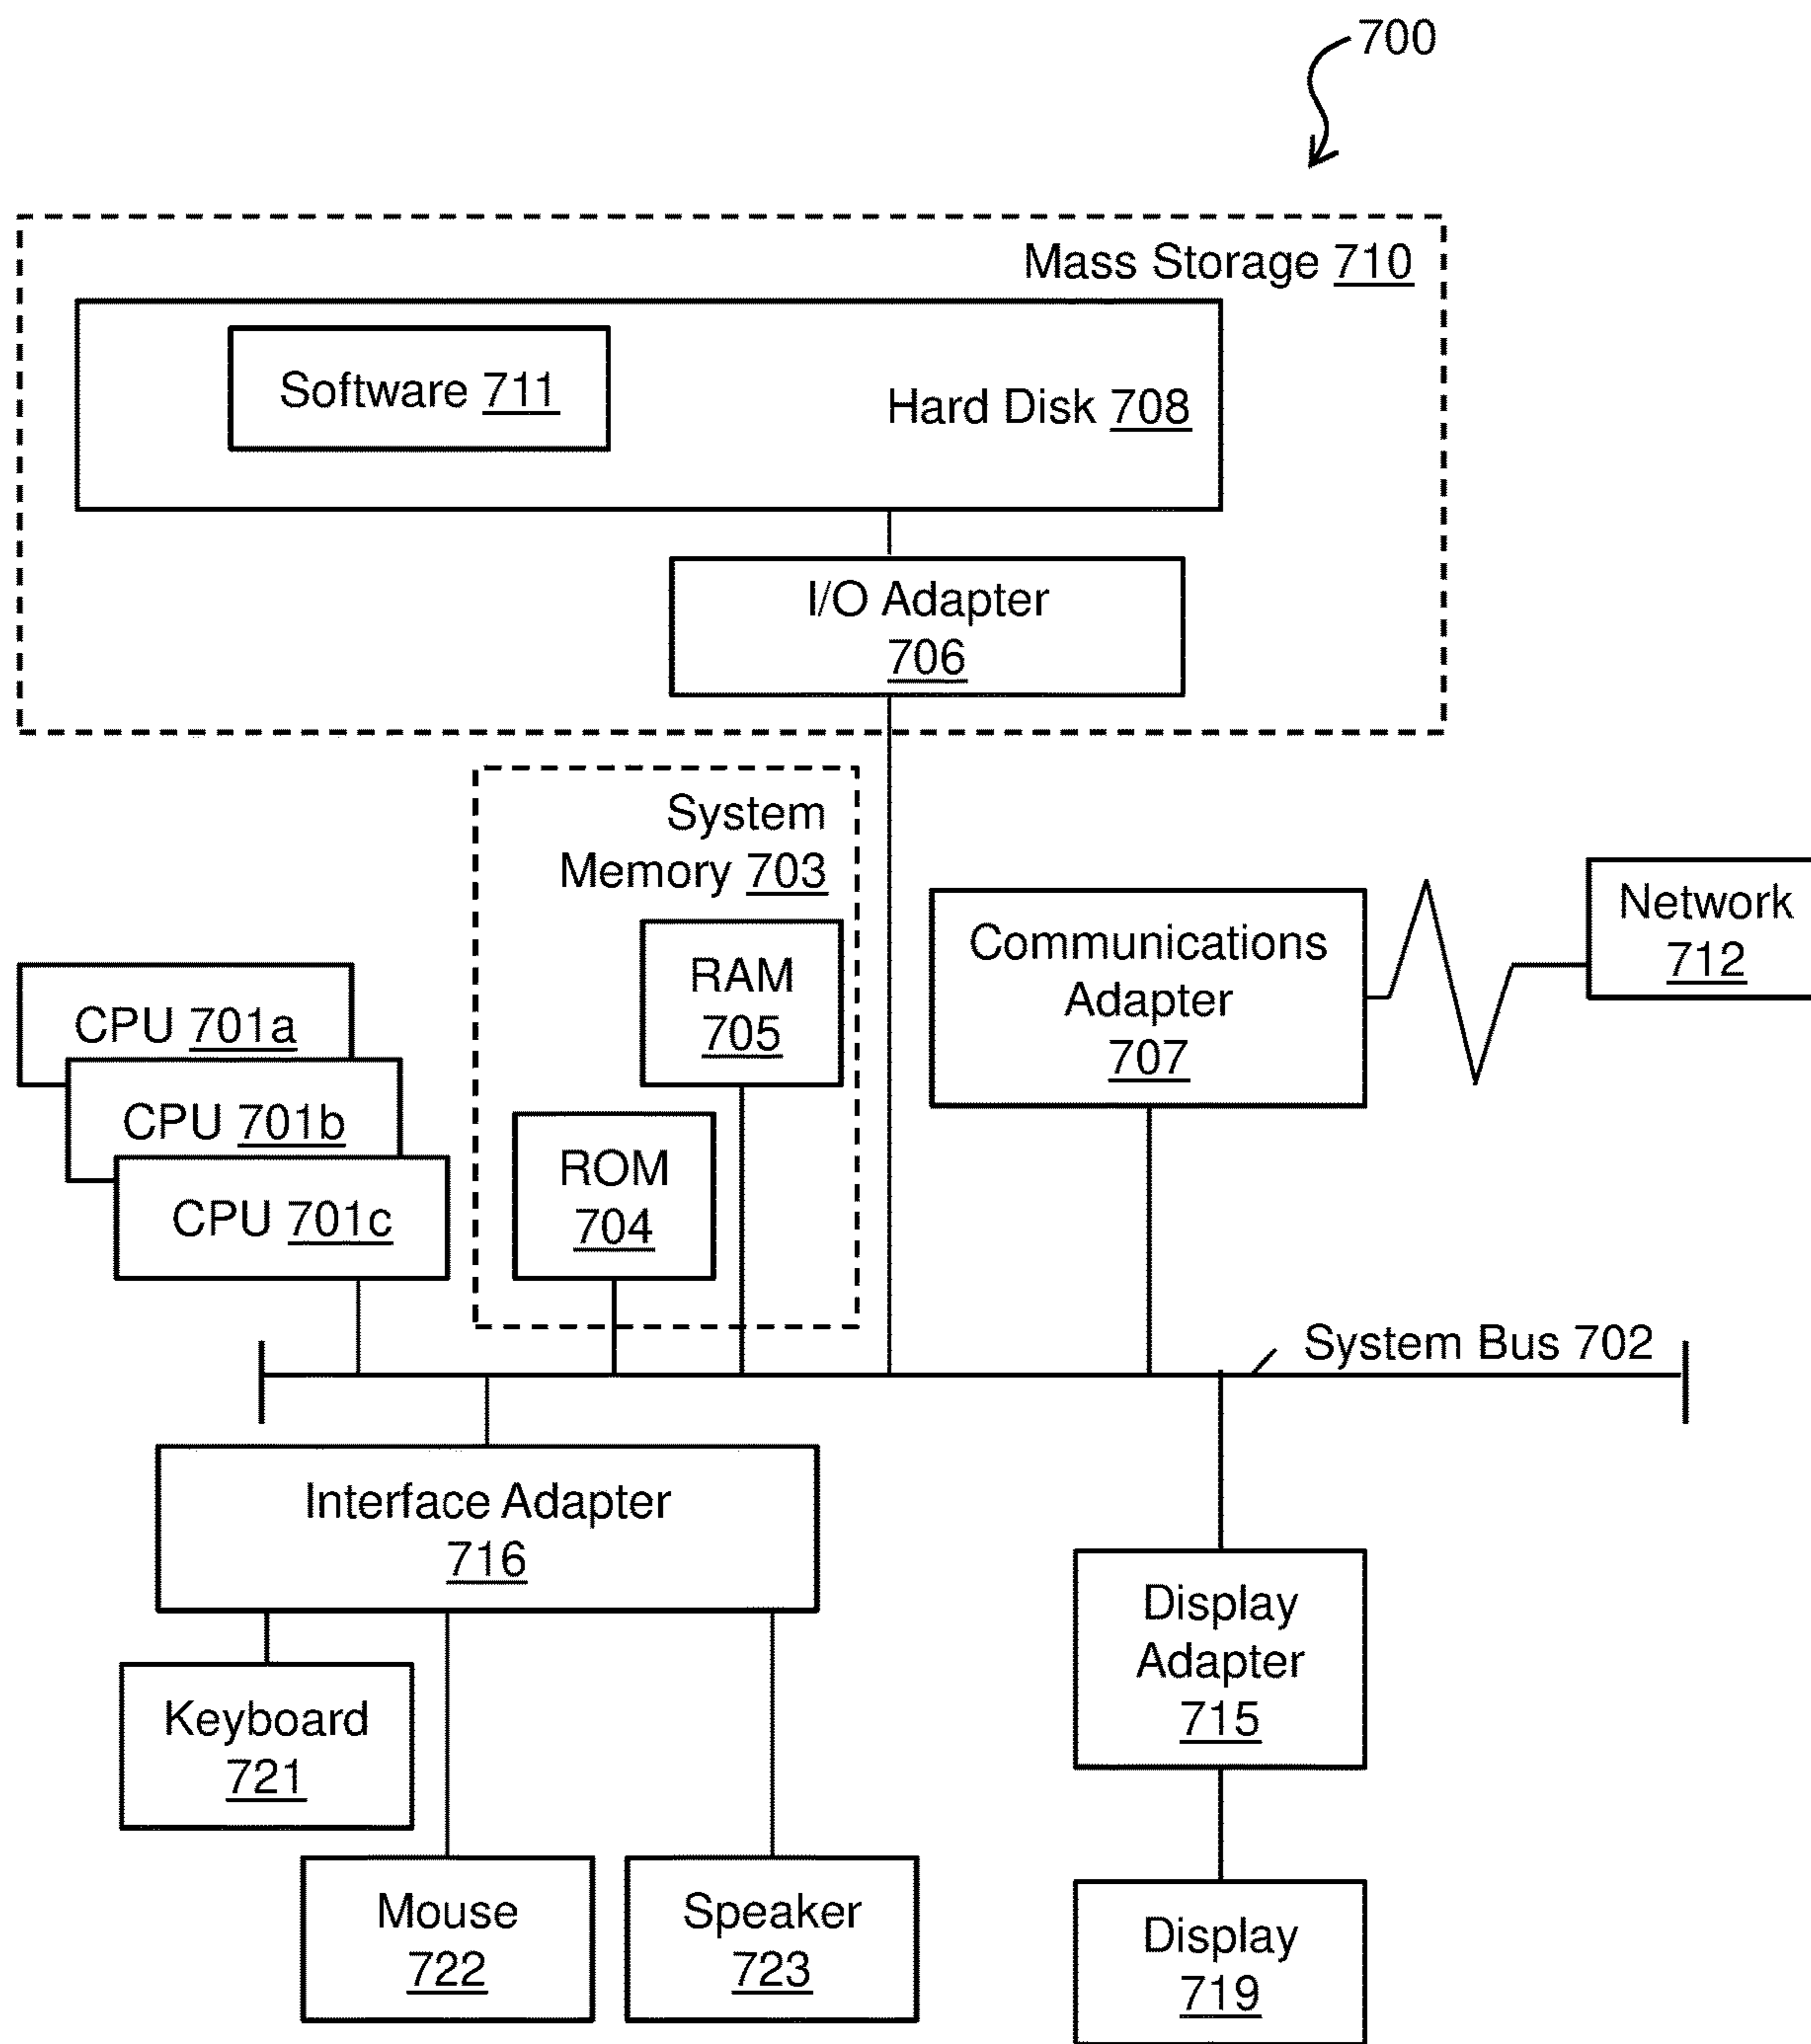 700
Mass Storage 710
Software 711
Hard Disk 708
I/O Adapter
706
System
Memory 703
RAM
705
ROM
704
Communications
Adapter
707
Network
712
CPU 701a
CPU 701b
CPU 701c
System Bus 702
Interface Adapter
716
Keyboard
721
Mouse
722
Speaker
723
Display
Adapter
715
Display
719